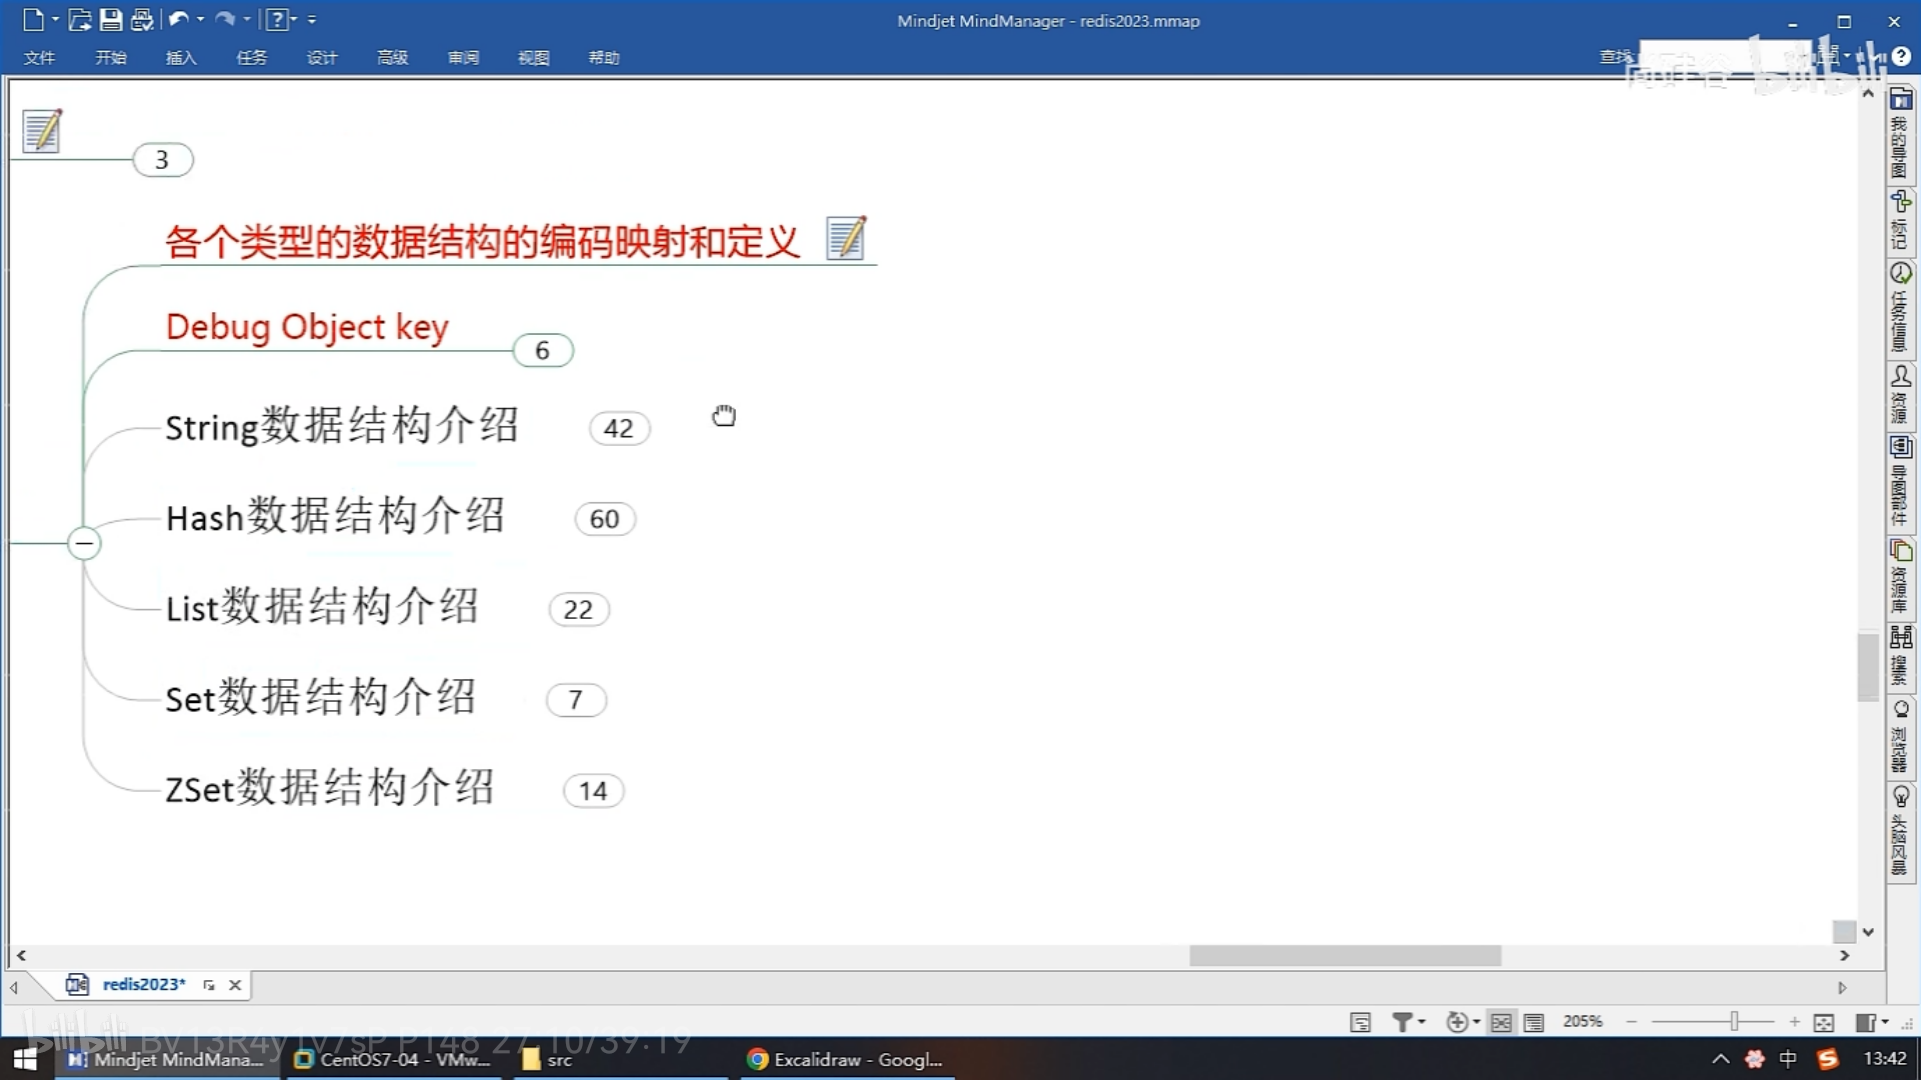 Mindjet MindManager - redis2023.mmap
文件 开始 插入 任务 设计 高级 审阅 视图 帮助
查找
尚硅谷 bilibili
3
各个类型的数据结构的编码映射和定义
Debug Object key 6
String数据结构介绍 42
Hash数据结构介绍 60
List数据结构介绍 22
Set数据结构介绍 7
ZSet数据结构介绍 14
我的导图
标记
任务信息
资源
导图部件
资源库
搜索
浏览器
头脑风暴
redis2023*
205%
bilibili BV13R4y1v7sP P148 27:10/39:19
Mindjet MindMana...
CentOS7-04 - VMw...
src
Excalidraw - Googl...
中
13:42